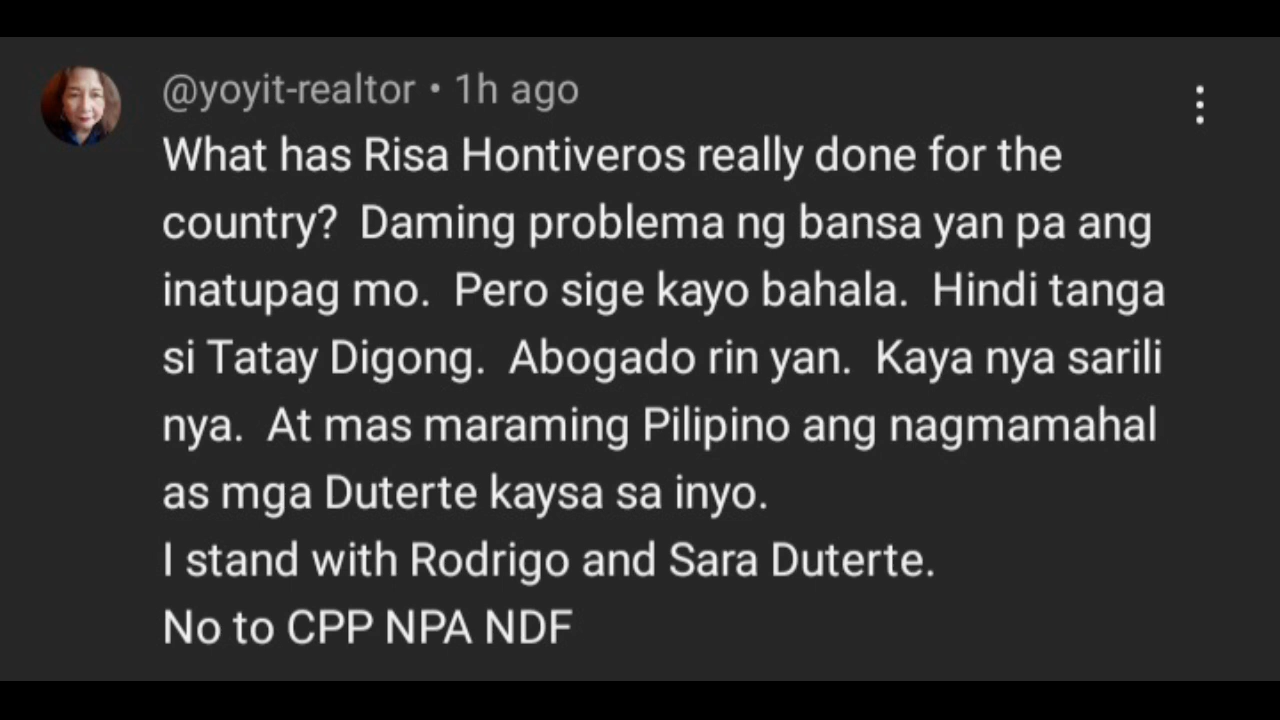 @yoyit-realtor • 1h ago
What has Risa Hontiveros really done for the
country?  Daming problema ng bansa yan pa ang
inatupag mo.  Pero sige kayo bahala.  Hindi tanga
si Tatay Digong.  Abogado rin yan.  Kaya nya sarili
nya.  At mas maraming Pilipino ang nagmamahal
as mga Duterte kaysa sa inyo.
I stand with Rodrigo and Sara Duterte.
No to CPP NPA NDF